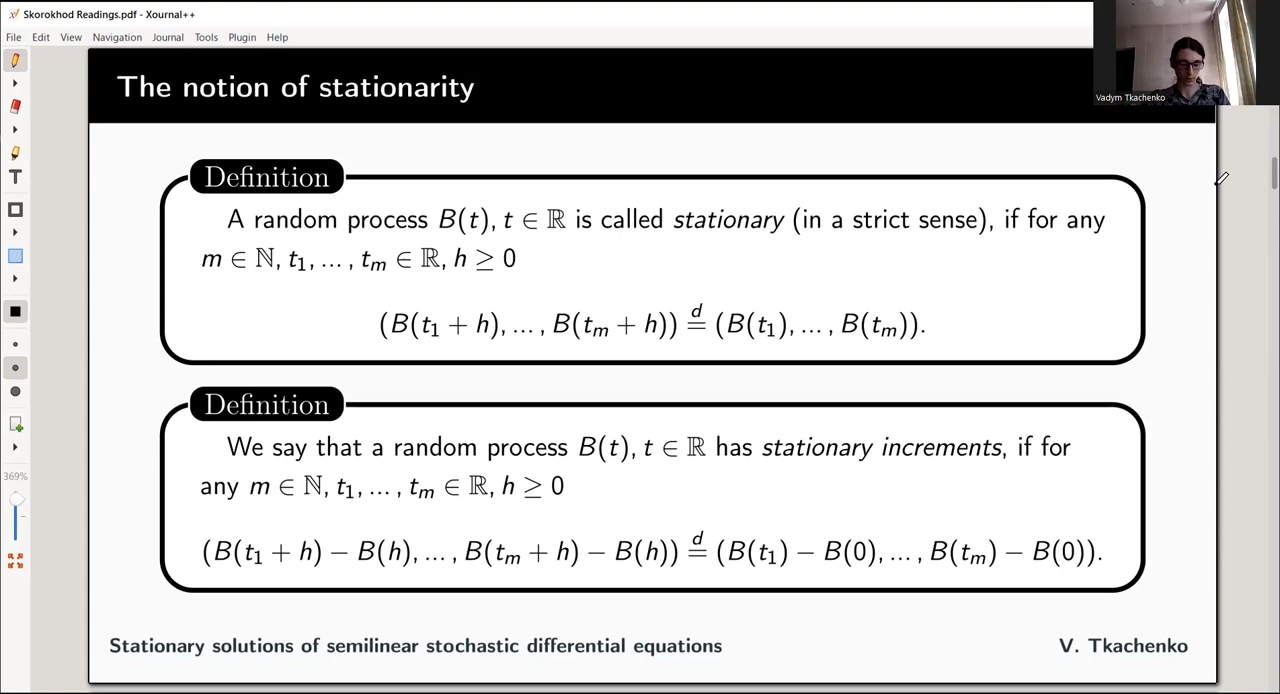 Skorokhod Readings.pdf - Xournal++
File Edit View Navigation Journal Tools Plugin Help
Vadym Tkachenko
The notion of stationarity
Definition
A random process B(t), t ∈ ℝ is called stationary (in a strict sense), if for any
m ∈ ℕ, t₁, ... , tₘ ∈ ℝ, h ≥ 0
(B(t₁ + h), ... , B(tₘ + h)) d= (B(t₁), ... , B(tₘ)).
Definition
We say that a random process B(t), t ∈ ℝ has stationary increments, if for
any m ∈ ℕ, t₁, ... , tₘ ∈ ℝ, h ≥ 0
(B(t₁ + h) − B(h), ... , B(tₘ + h) − B(h)) d= (B(t₁) − B(0), ... , B(tₘ) − B(0)).
369%
Stationary solutions of semilinear stochastic differential equations V. Tkachenko